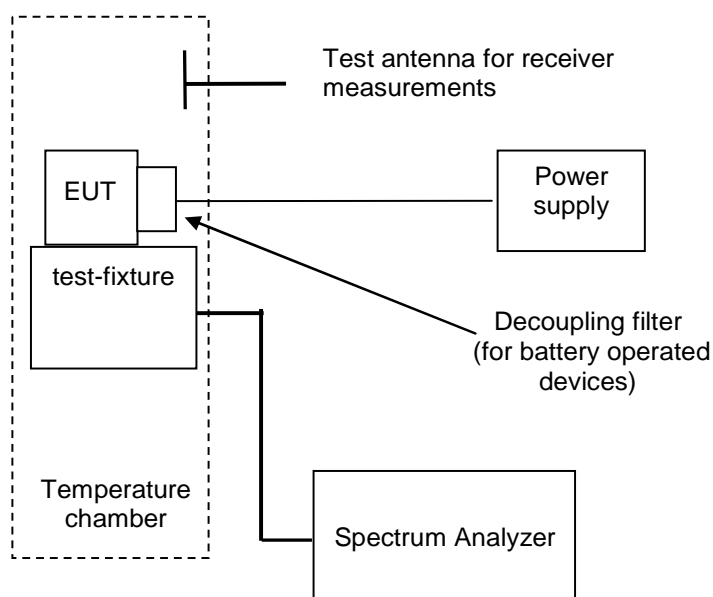 Test antenna for receiver
measurements
EUT
Power
supply
test-fixture
Decoupling filter
(for battery operated
devices)
Temperature
chamber
Spectrum Analyzer